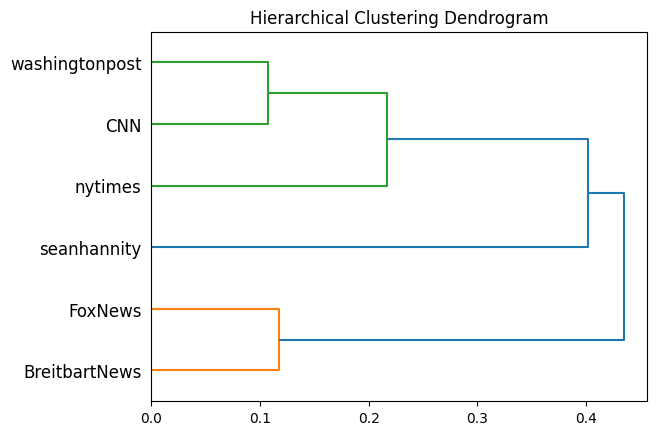 Hierarchical Clustering Dendrogram
washingtonpost
CNN
nytimes
seanhannity
FoxNews
BreitbartNews
0.0 0.1 0.2 0.3 0.4